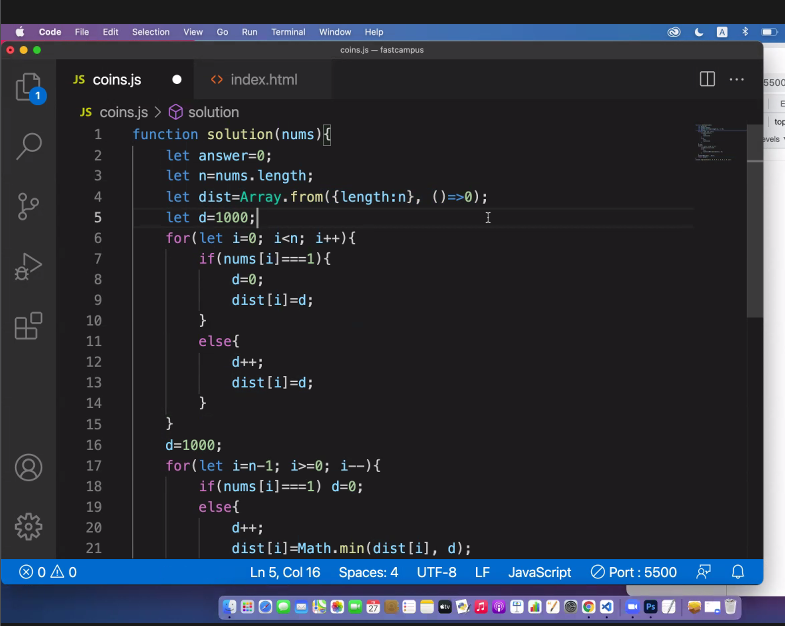 Code File Edit Selection View Go Run Terminal Window Help A
coins.js — fastcampus
JS coins.js <> index.html ...
5500
1
JS coins.js > solution
top
evels
1 function solution(nums){
2 let answer=0;
3 let n=nums.length;
4 let dist=Array.from({length:n}, ()=>0);
5 let d=1000;
6 for(let i=0; i<n; i++){
7 if(nums[i]===1){
8 d=0;
9 dist[i]=d;
10 }
11 else{
12 d++;
13 dist[i]=d;
14 }
15 }
16 d=1000;
17 for(let i=n-1; i>=0; i--){
18 if(nums[i]===1) d=0;
19 else{
20 d++;
21 dist[i]=Math.min(dist[i], d);
0 0 Ln 5, Col 16 Spaces: 4 UTF-8 LF JavaScript Port : 5500
27 tv Ps